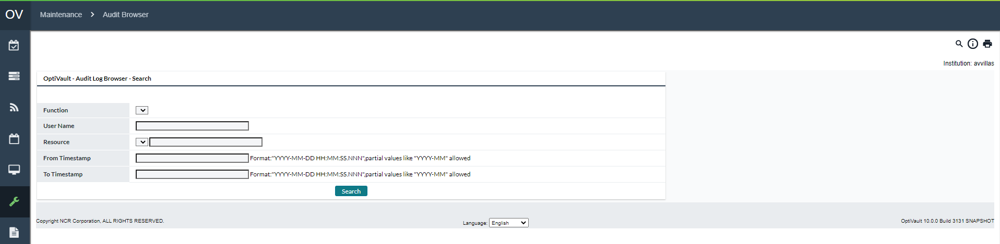 OV Maintenance > Audit Browser
Institution: avvillas
OptiVault - Audit Log Browser - Search
Function
User Name
Resource
From Timestamp Format:"YYYY-MM-DD HH:MM:SS.NNN",partial values like "YYYY-MM" allowed
To Timestamp Format:"YYYY-MM-DD HH:MM:SS.NNN",partial values like "YYYY-MM" allowed
Search
Copyright NCR Corporation, ALL RIGHTS RESERVED. Language: English OptiVault 10.0.0 Build 3131 SNAPSHOT